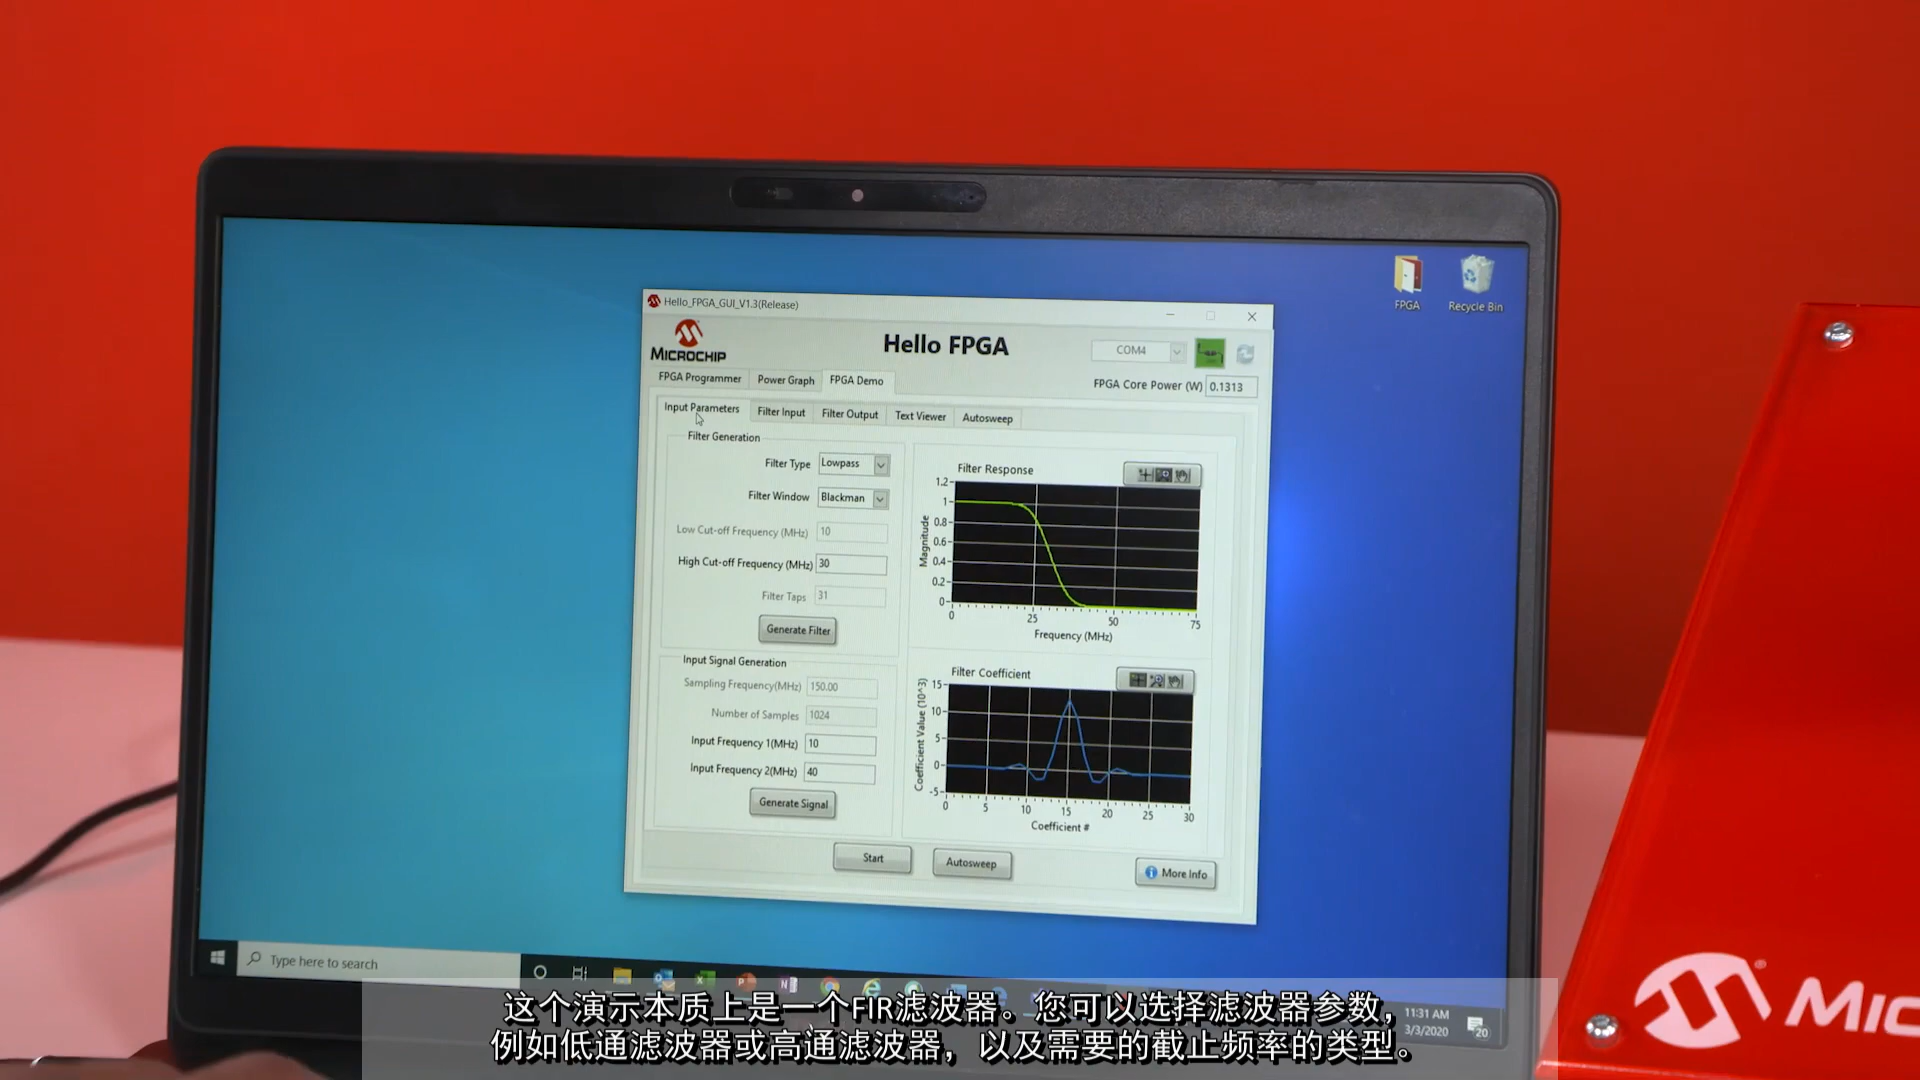 FPGA
Recycle Bin
Hello_FPGA_GUI_V1.3(Release)
MICROCHIP
Hello FPGA
COM4
FPGA Programmer
Power Graph
FPGA Demo
FPGA Core Power (W)
0.1313
Input Parameters
Filter Input
Filter Output
Text Viewer
Autosweep
Filter Generation
Filter Type
Lowpass
Filter Window
Blackman
Low Cut-off Frequency (MHz)
10
High Cut-off Frequency (MHz)
30
Filter Taps
31
Generate Filter
Filter Response
Magnitude
1.2
1
0.8
0.6
0.4
0.2
0
0
25
50
75
Frequency (MHz)
Input Signal Generation
Sampling Frequency(MHz)
150.00
Number of Samples
1024
Input Frequency 1(MHz)
10
Input Frequency 2(MHz)
40
Generate Signal
Filter Coefficient
Coefficient Value (10^3)
15
10
5
0
-5
0
5
10
15
20
25
30
Coefficient #
Start
Autosweep
More Info
Type here to search
11:31 AM
3/3/2020
20
MIC
这个演示本质上是一个FIR滤波器。您可以选择滤波器参数，
例如低通滤波器或高通滤波器，以及需要的截止频率的类型。